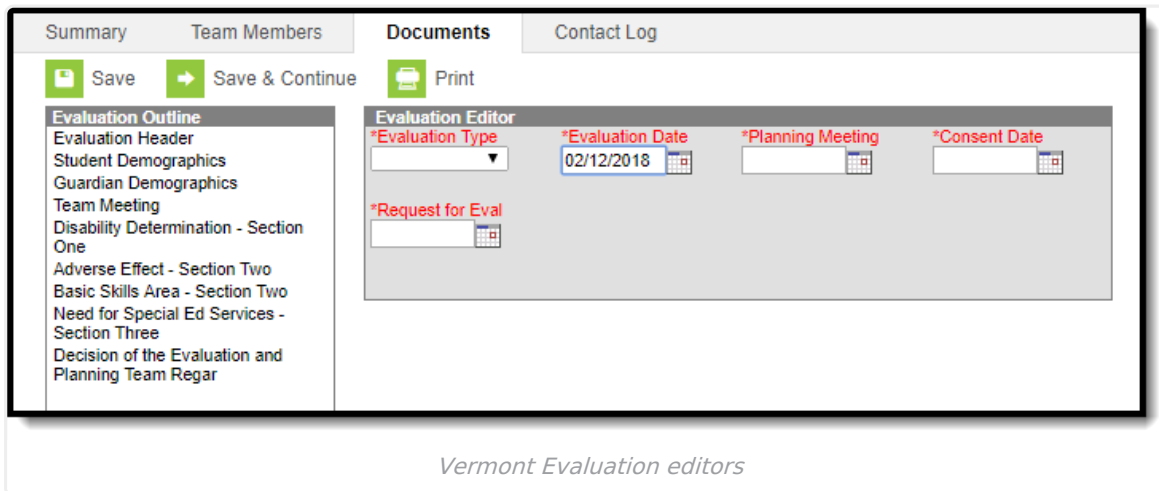 Summary Team Members Documents Contact Log
Save Save & Continue Print
Evaluation Outline
Evaluation Header
Student Demographics
Guardian Demographics
Team Meeting
Disability Determination - Section
One
Adverse Effect - Section Two
Basic Skills Area - Section Two
Need for Special Ed Services -
Section Three
Decision of the Evaluation and
Planning Team Regar
Evaluation Editor
*Evaluation Type *Evaluation Date *Planning Meeting *Consent Date
02/12/2018
*Request for Eval
Vermont Evaluation editors